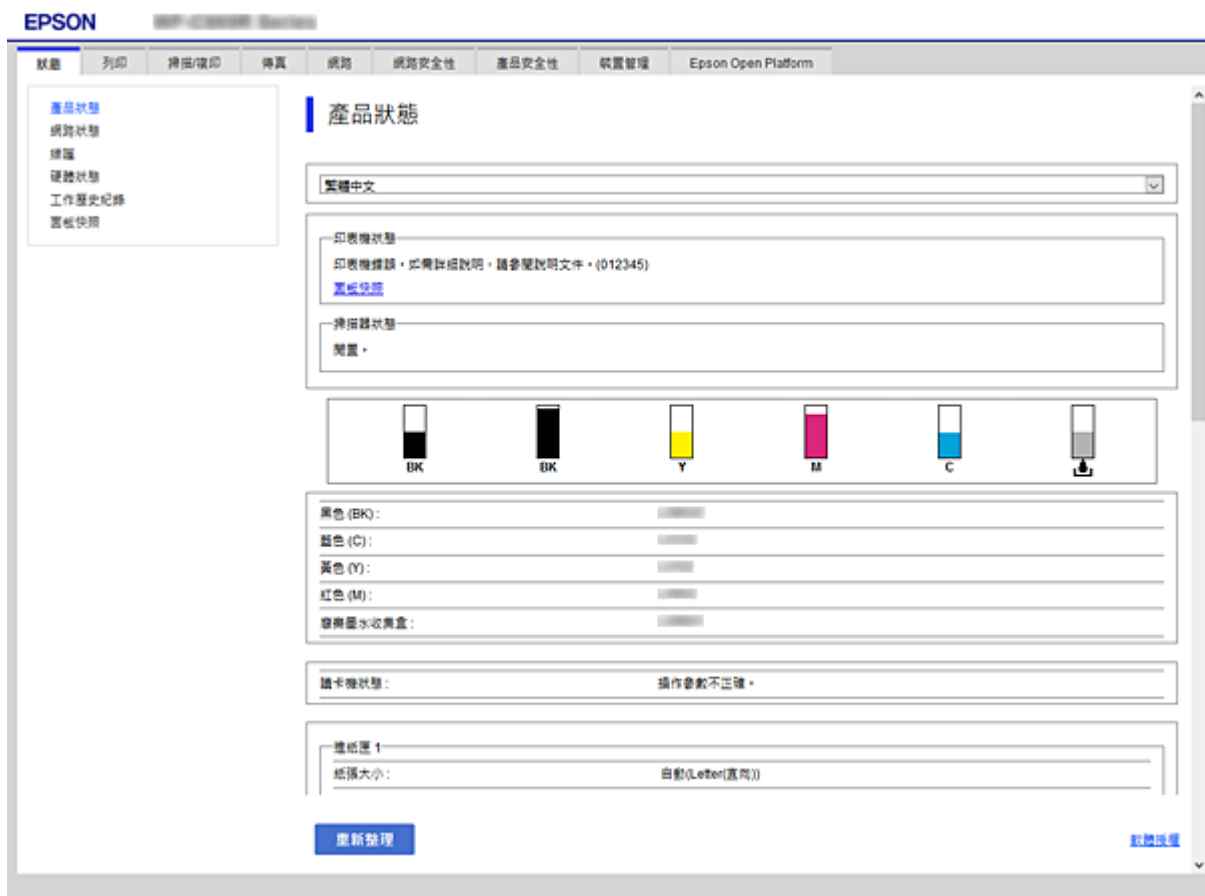 EPSON
狀態 列印 掃描/複印 傳真 網路 網路安全性 產品安全性 裝置管理 Epson Open Platform
產品狀態
網路狀態
維護
硬體狀態
工作歷史紀錄
面板快照
產品狀態
繁體中文
印表機狀態
印表機錯誤。如需詳細說明，請參閱說明文件。(012345)
面板快照
掃描器狀態
閒置。
BK BK Y M C
黑色 (BK) :
藍色 (C) :
黃色 (Y) :
紅色 (M) :
廢棄墨水收集盒 :
讀卡機狀態 : 操作參數不正確。
進紙匣 1
紙張大小 : 自動(Letter(直向))
重新整理
軟體授權